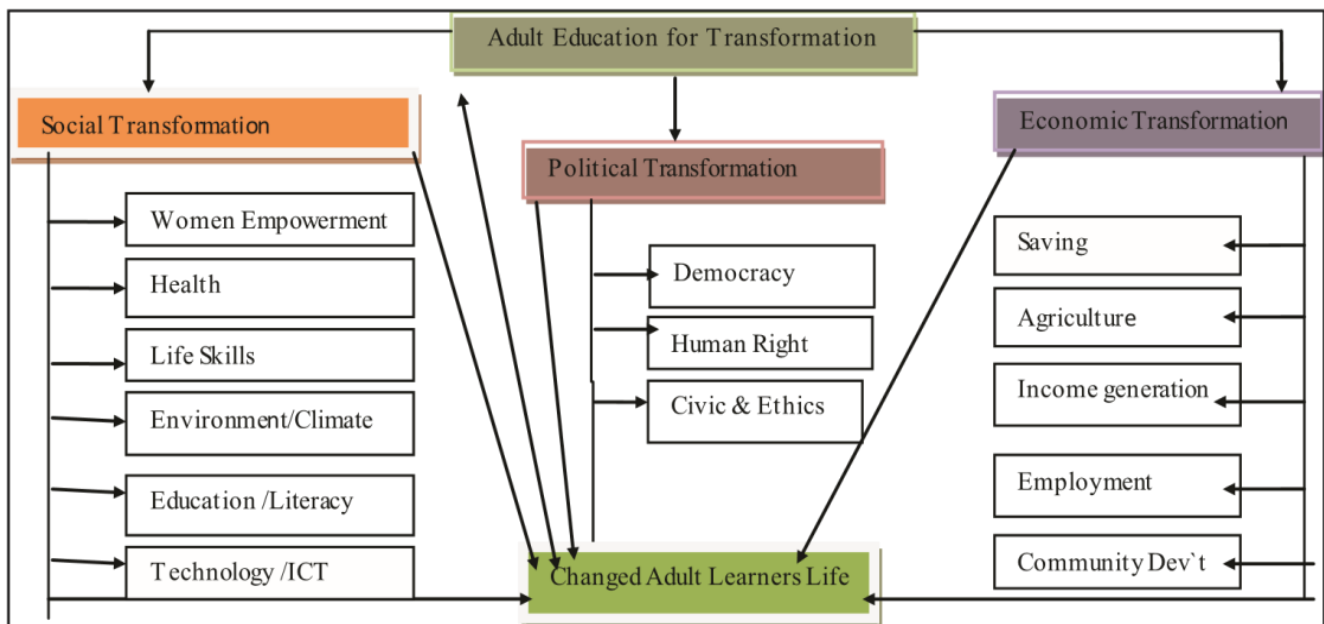 Adult Education for Transformation
Social Transformation
Economic Transformation
Political Transformation
Women Empowerment
Health
Life Skills
Environment/Climate
Education /Literacy
Technology /ICT
Democracy
Human Right
Civic & Ethics
Saving
Agriculture
Income generation
Employment
Community Dev`t
Changed Adult Learners Life